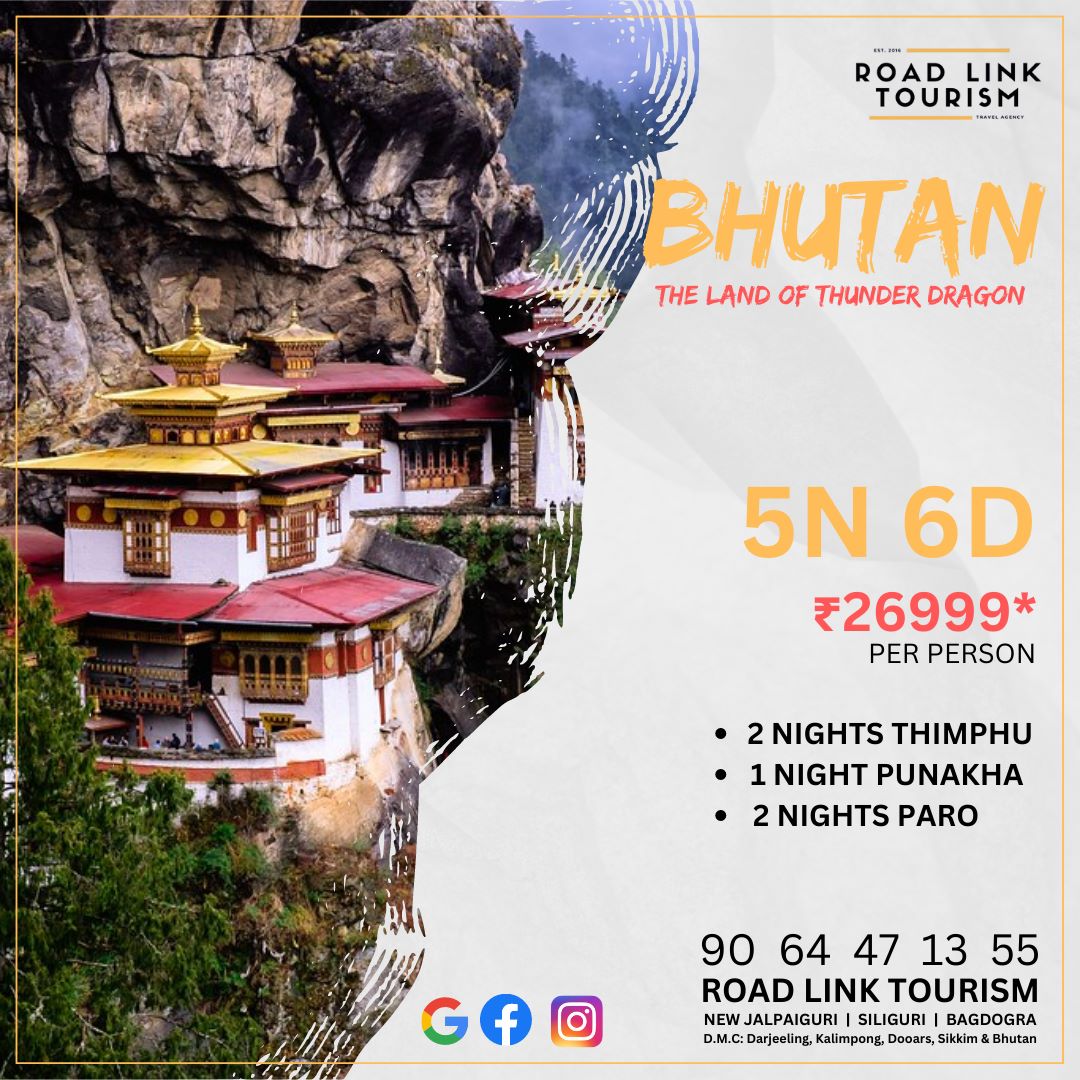 EST. 2016
ROAD LINK
TOURISM
TRAVEL AGENCY
BHUTAN
THE LAND OF THUNDER DRAGON
5N 6D
₹26999*
PER PERSON
• 2 NIGHTS THIMPHU
• 1 NIGHT PUNAKHA
• 2 NIGHTS PARO
90 64 47 13 55
ROAD LINK TOURISM
NEW JALPAIGURI | SILIGURI | BAGDOGRA
D.M.C: Darjeeling, Kalimpong, Dooars, Sikkim & Bhutan